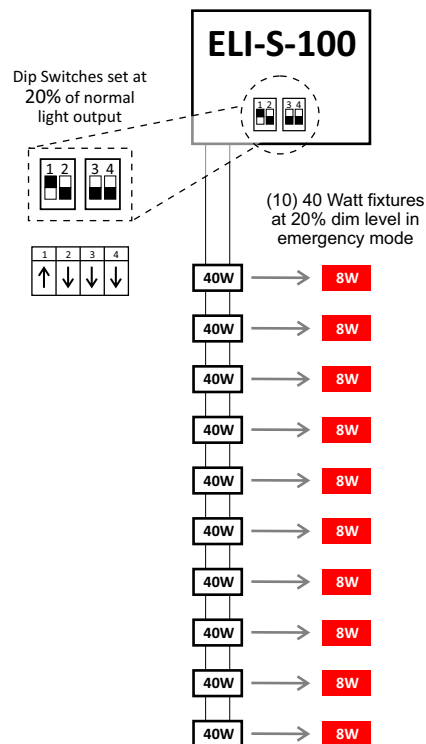 ELI-S-100
1 2 3 4
Dip Switches set at
20% of normal
light output
1 2 3 4
1 2 3 4
(10) 40 Watt fixtures
at 20% dim level in
emergency mode
40W 8W
40W 8W
40W 8W
40W 8W
40W 8W
40W 8W
40W 8W
40W 8W
40W 8W
40W 8W